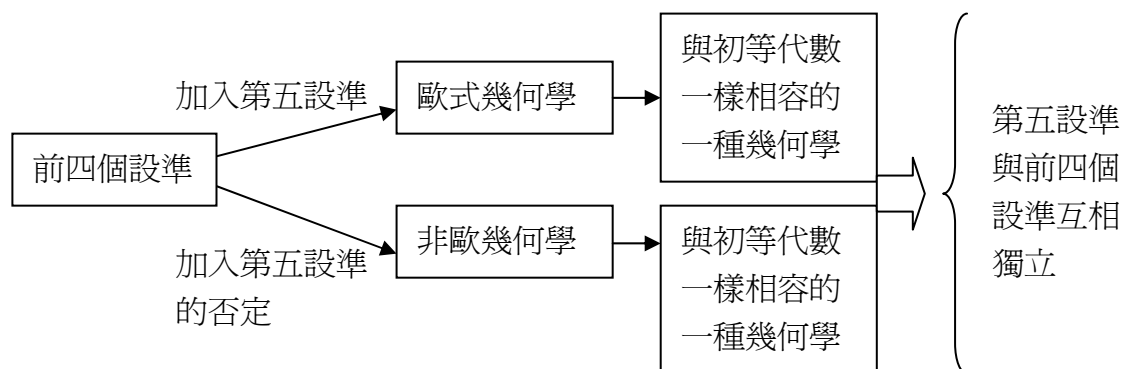 前四個設準
加入第五設準
歐式幾何學
與初等代數
一樣相容的
一種幾何學
加入第五設準
的否定
非歐幾何學
與初等代數
一樣相容的
一種幾何學
第五設準
與前四個
設準互相
獨立